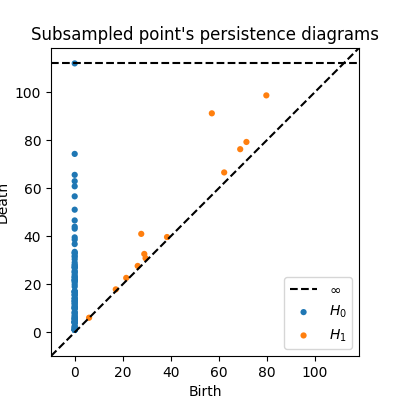 Subsampled point's persistence diagrams
Death
100
80
60
40
20
0
∞
H₀
H₁
0 20 40 60 80 100
Birth